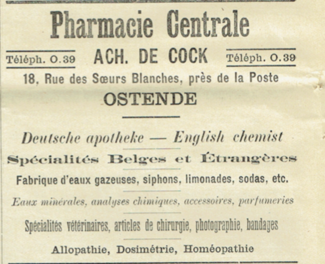 Pharmacie Centrale
Téléph. O.39 ACH. DE COCK Téléph. O.39
18, Rue des Sœurs Blanches, près de la Poste
OSTENDE
Deutsche apotheke — English chemist
Spécialités Belges et Étrangères
Fabrique d'eaux gazeuses, siphons, limonades, sodas, etc.
Eaux minérales, analyses chimiques, accessoires, parfumeries
Spécialités vétérinaires, articles de chirurgie, photographie, bandages
Allopathie, Dosimétrie, Homéopathie